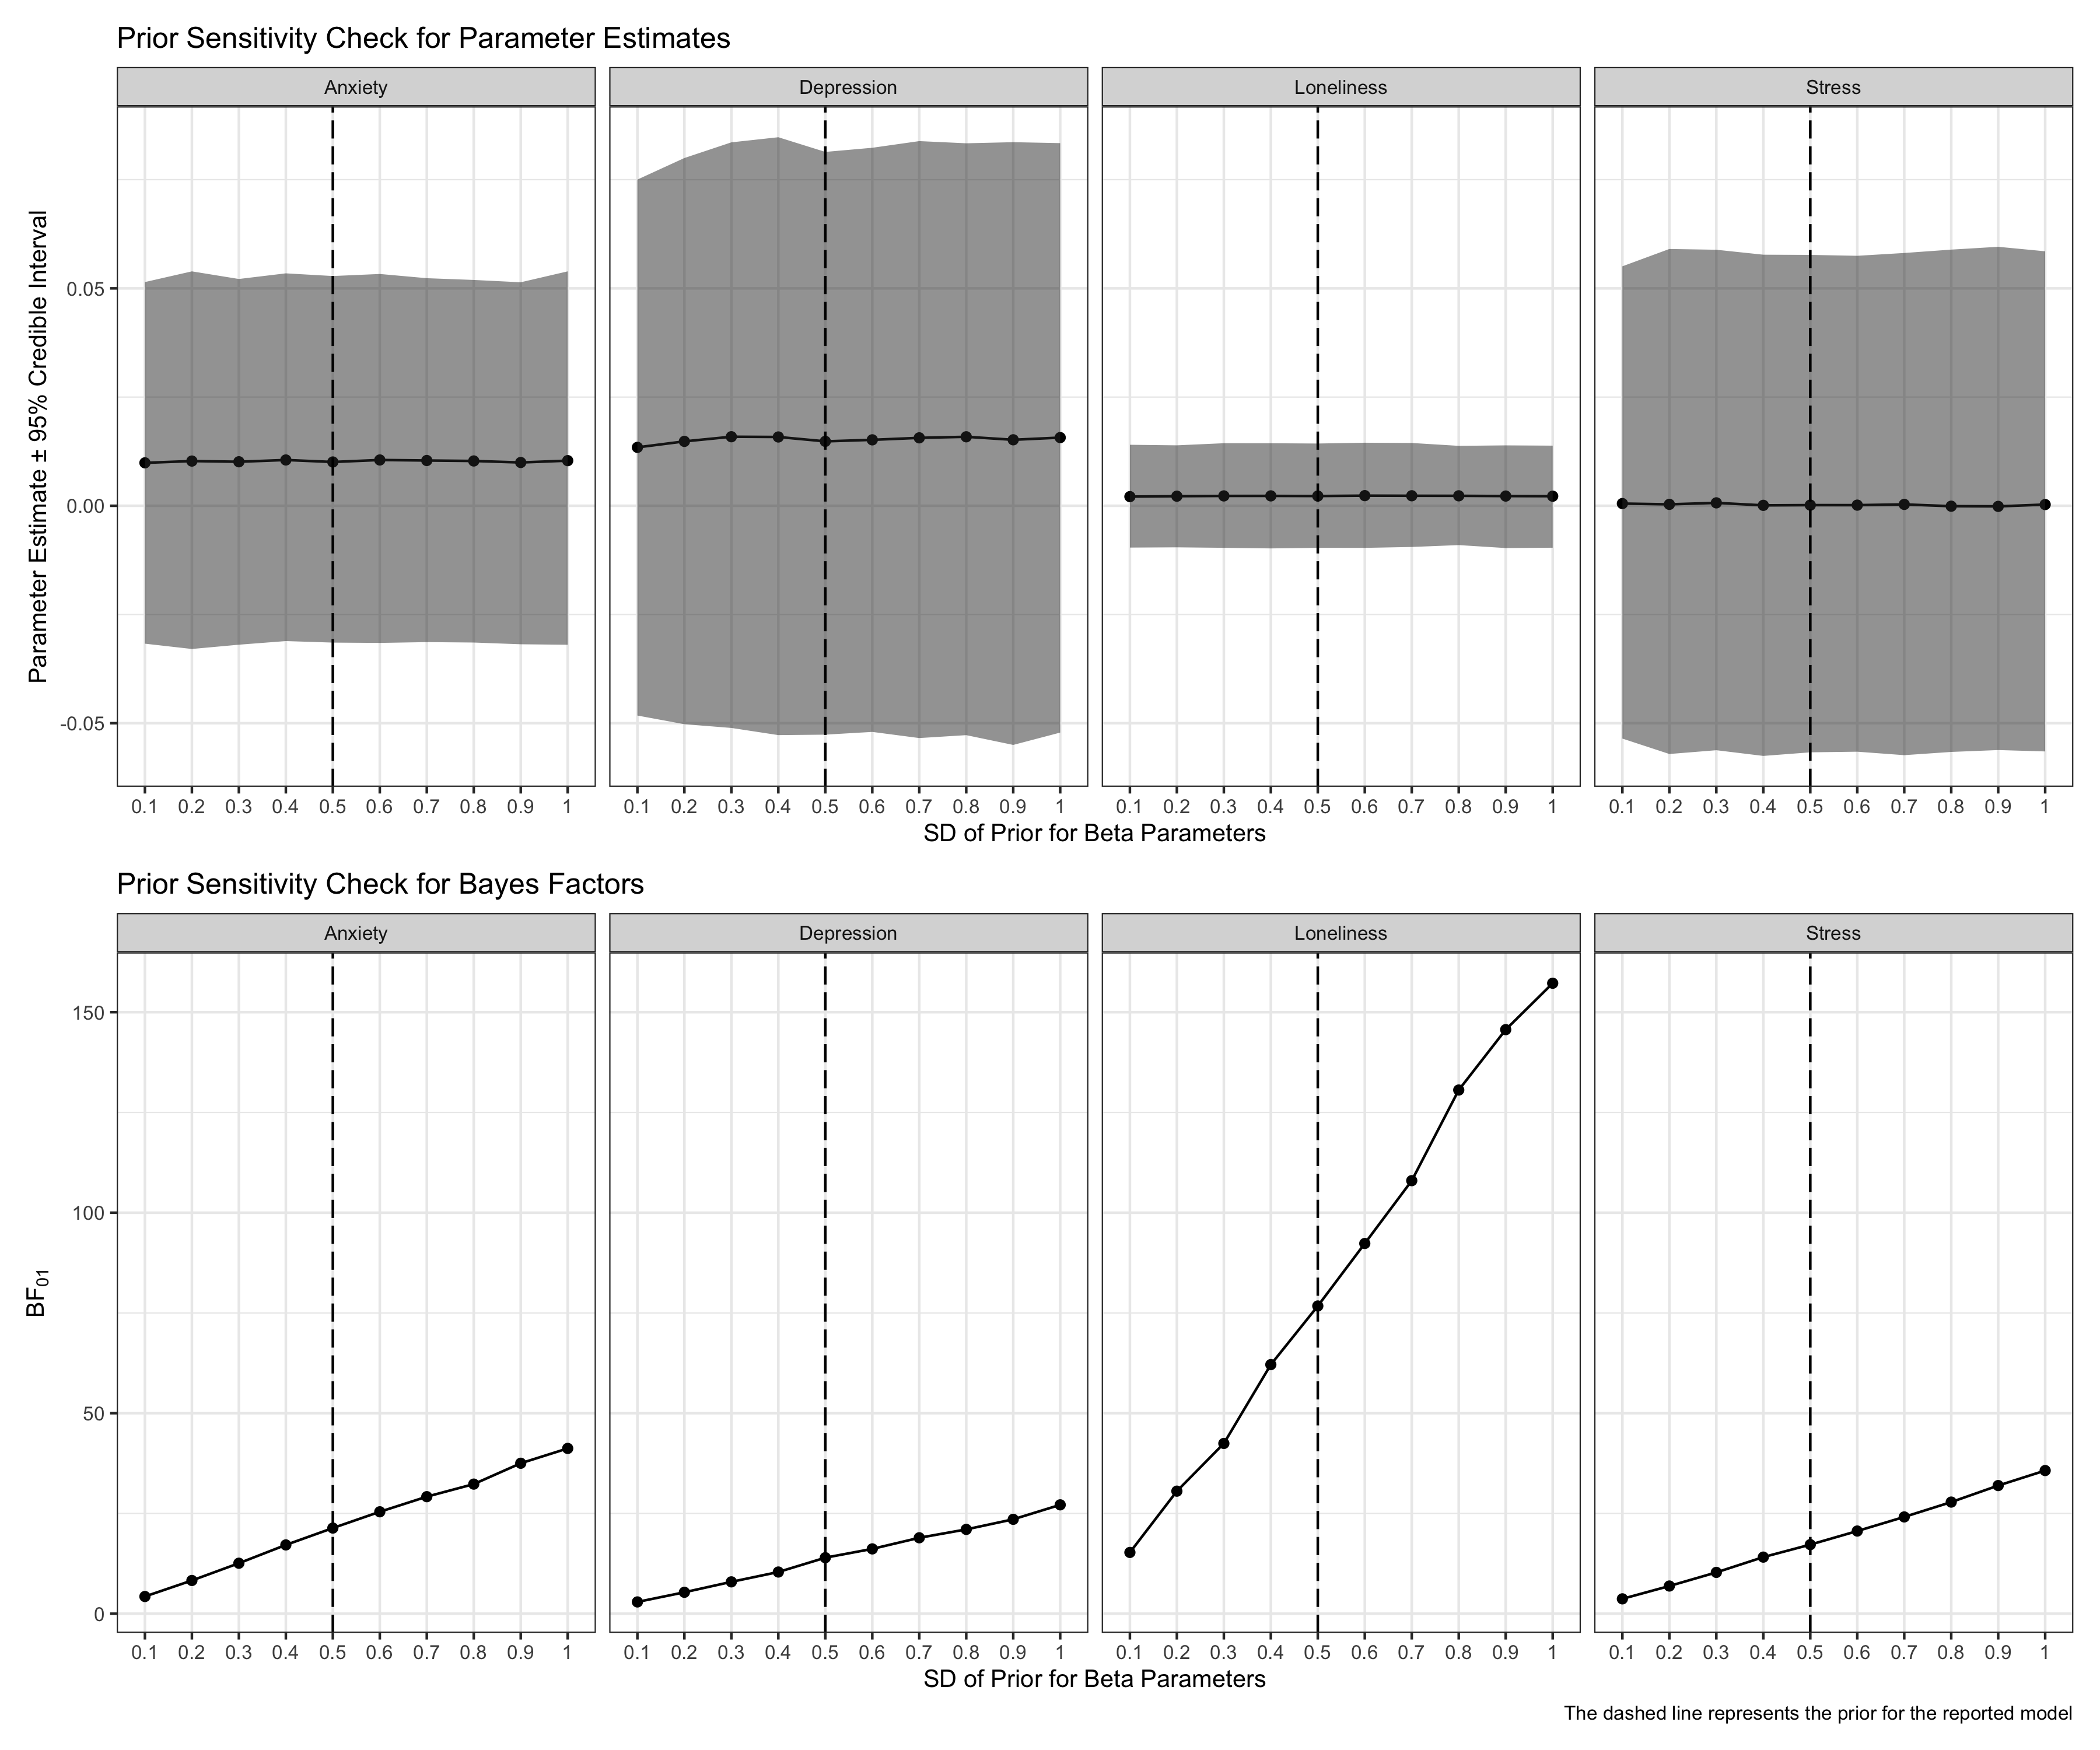 Prior Sensitivity Check for Parameter Estimates
Anxiety Depression Loneliness Stress
Parameter Estimate ± 95% Credible Interval
0.05
0.00
-0.05
0.1 0.2 0.3 0.4 0.5 0.6 0.7 0.8 0.9 1 0.1 0.2 0.3 0.4 0.5 0.6 0.7 0.8 0.9 1 0.1 0.2 0.3 0.4 0.5 0.6 0.7 0.8 0.9 1 0.1 0.2 0.3 0.4 0.5 0.6 0.7 0.8 0.9 1
SD of Prior for Beta Parameters
Prior Sensitivity Check for Bayes Factors
Anxiety Depression Loneliness Stress
BF01
150
100
50
0
0.1 0.2 0.3 0.4 0.5 0.6 0.7 0.8 0.9 1 0.1 0.2 0.3 0.4 0.5 0.6 0.7 0.8 0.9 1 0.1 0.2 0.3 0.4 0.5 0.6 0.7 0.8 0.9 1 0.1 0.2 0.3 0.4 0.5 0.6 0.7 0.8 0.9 1
SD of Prior for Beta Parameters
The dashed line represents the prior for the reported model